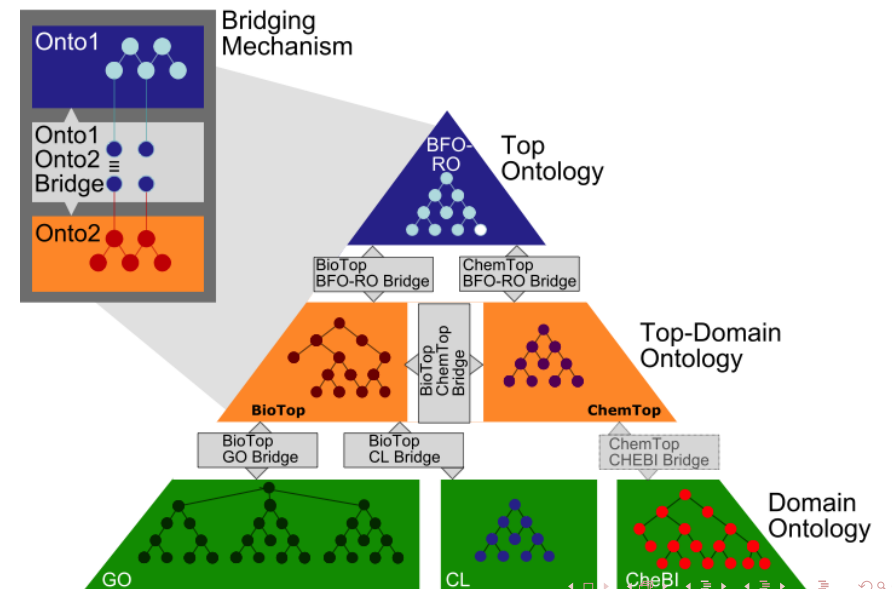 Bridging
Mechanism
Onto1
Onto1
Onto2
≡
Bridge
Onto2
BFO-
RO
Top
Ontology
BioTop
BFO-RO Bridge
ChemTop
BFO-RO Bridge
BioTop
ChemTop
Bridge
Top-Domain
Ontology
BioTop
ChemTop
BioTop
GO Bridge
BioTop
CL Bridge
ChemTop
CHEBI Bridge
Domain
Ontology
GO
CL
CheBI